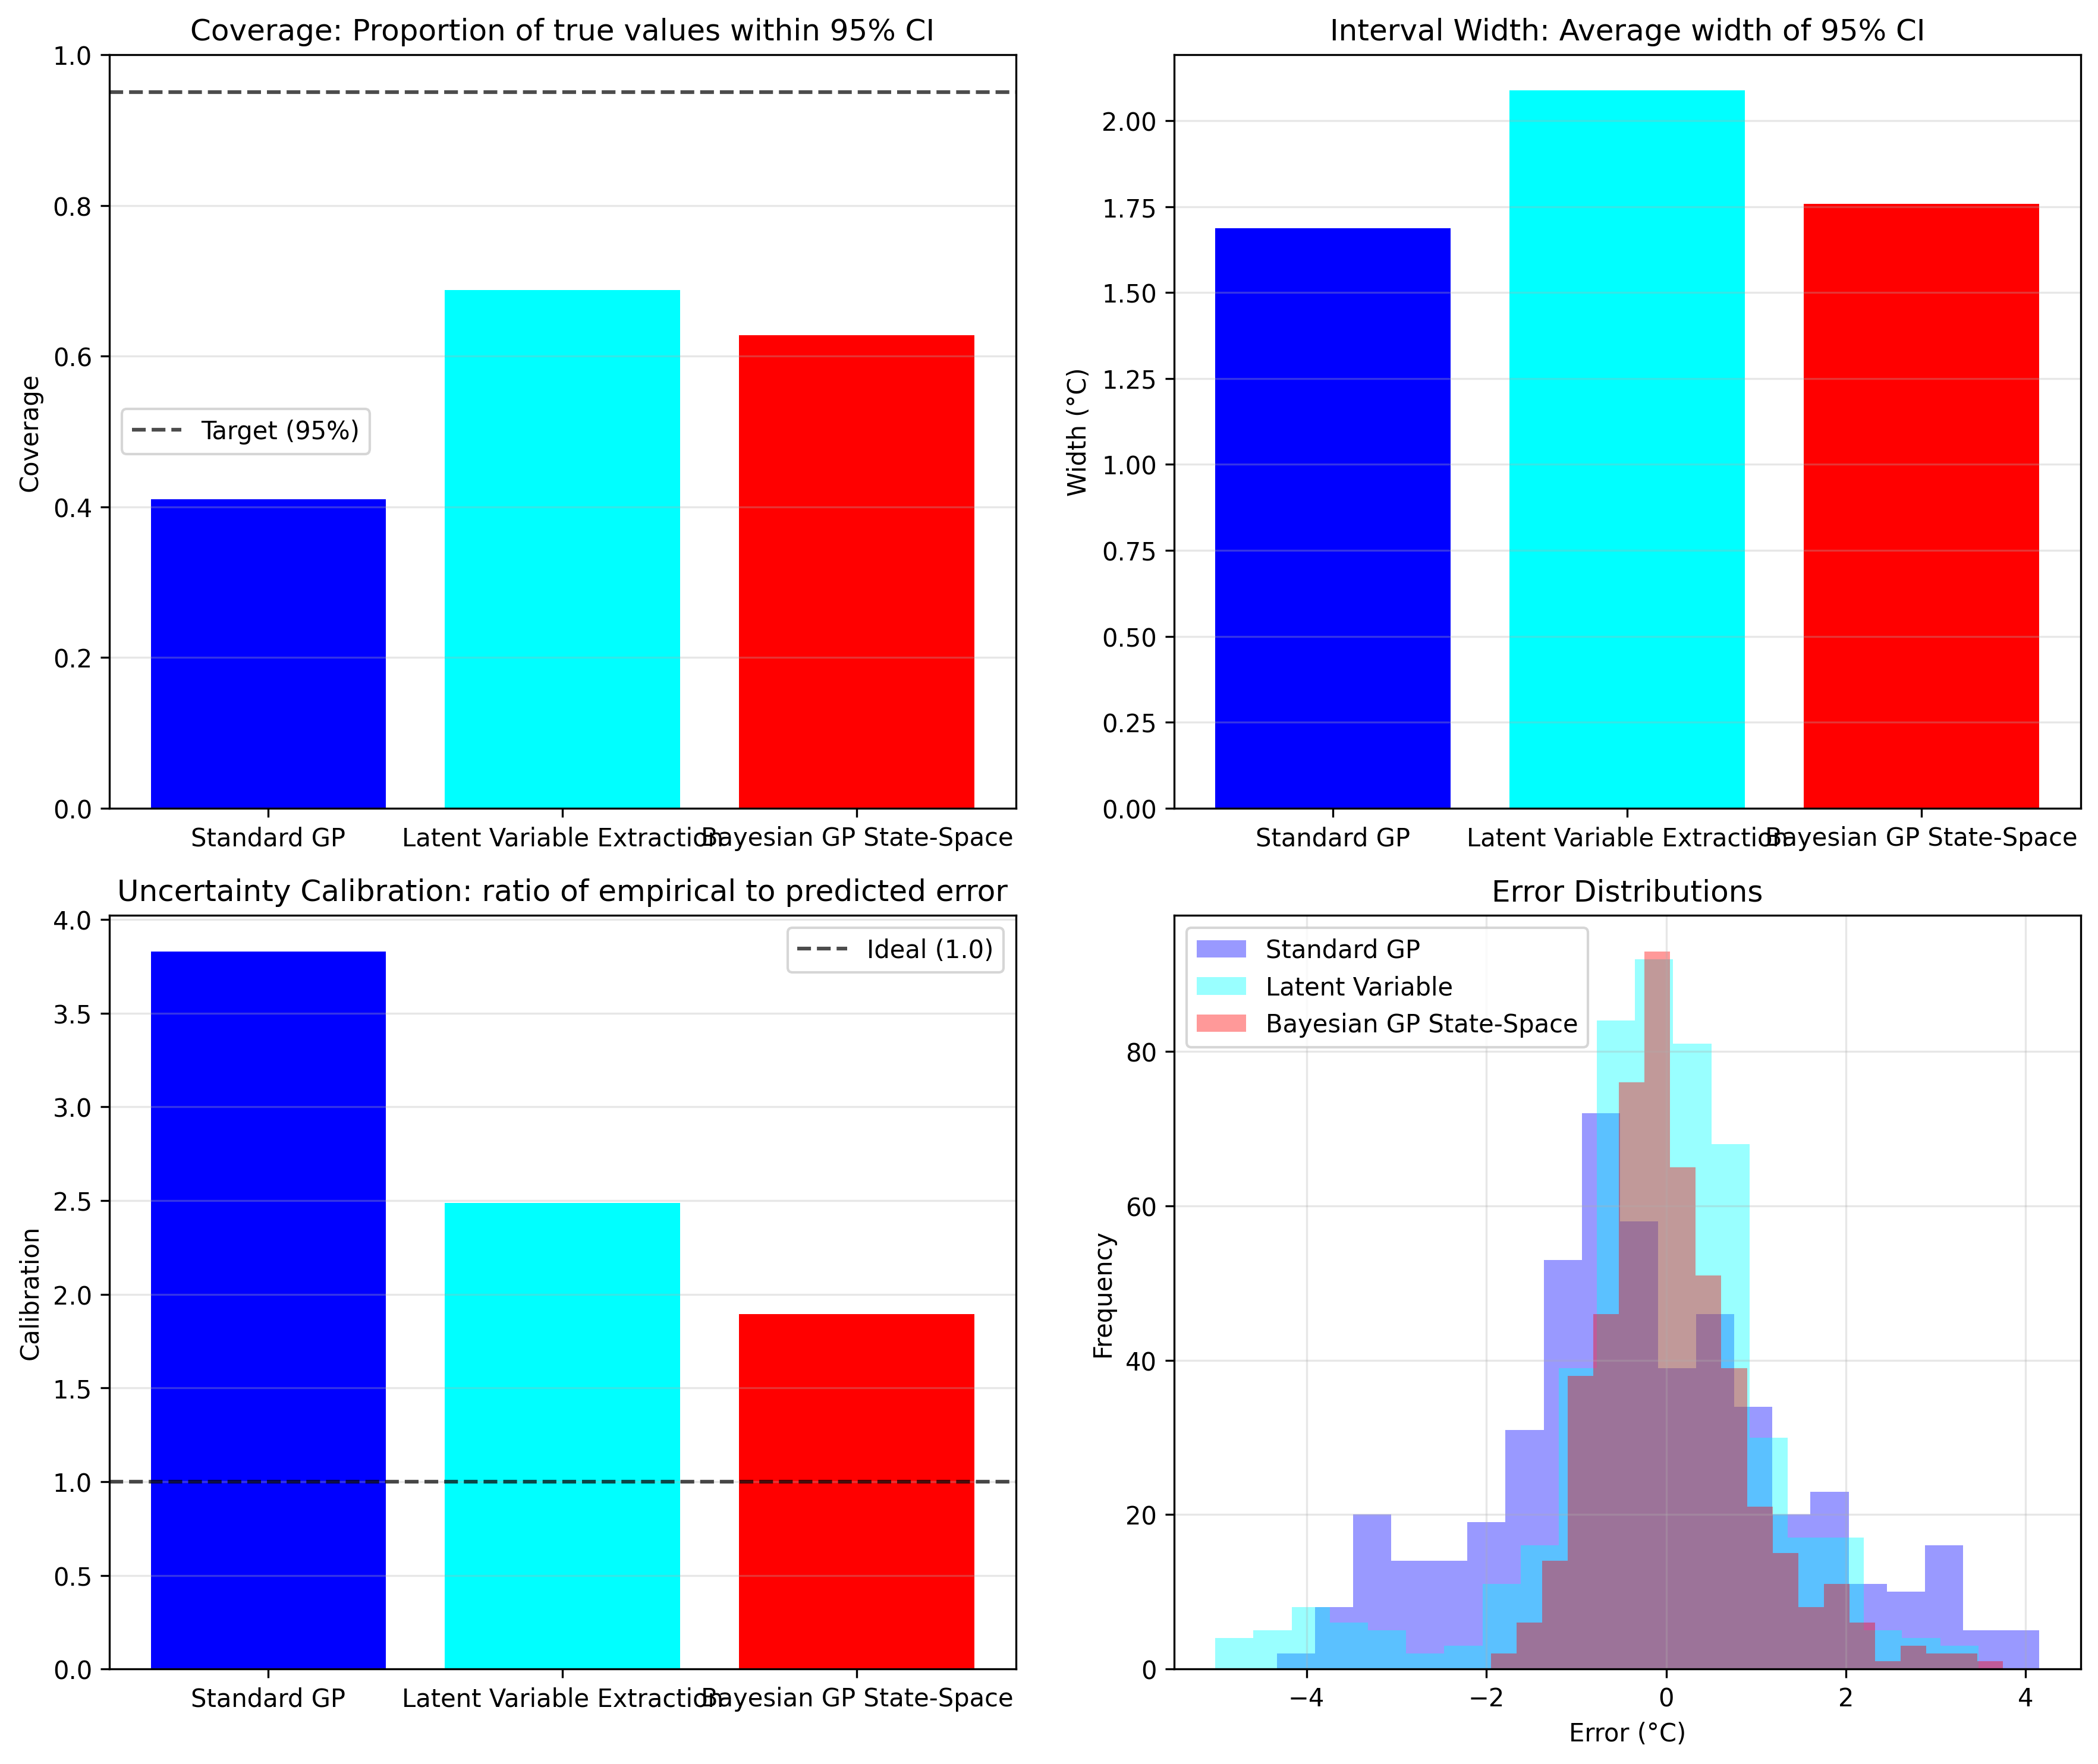 Coverage: Proportion of true values within 95% CI
1.0
0.8
0.6
0.4
0.2
0.0
Coverage
Target (95%)
Standard GP
Latent Variable Extraction
Bayesian GP State-Space
Interval Width: Average width of 95% CI
2.00
1.75
1.50
1.25
1.00
0.75
0.50
0.25
0.00
Width (°C)
Standard GP
Latent Variable Extraction
Bayesian GP State-Space
Uncertainty Calibration: ratio of empirical to predicted error
4.0
3.5
3.0
2.5
2.0
1.5
1.0
0.5
0.0
Calibration
Ideal (1.0)
Standard GP
Latent Variable Extraction
Bayesian GP State-Space
Error Distributions
Standard GP
Latent Variable
Bayesian GP State-Space
80
60
40
20
0
Frequency
−4
−2
0
2
4
Error (°C)